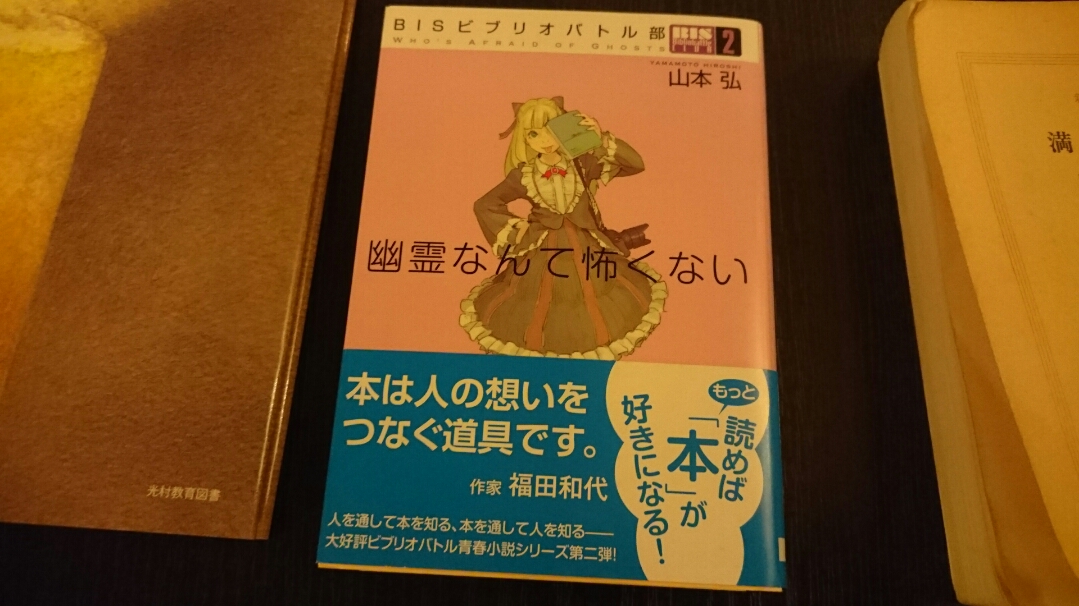 BISビブリオバトル部
WHO'S AFRAID OF GHOSTS
BIS
2
YAMAMOTO HIROSHI
山本 弘
幽霊なんて怖くない
本は人の想いを
つなぐ道具です。
作家 福田和代
人を通して本を知る、本を通して人を知る――
大好評ビブリオバトル青春小説シリーズ第二弾!
もっと
読めば
「本」が
好きになる!
光村教育図書
満